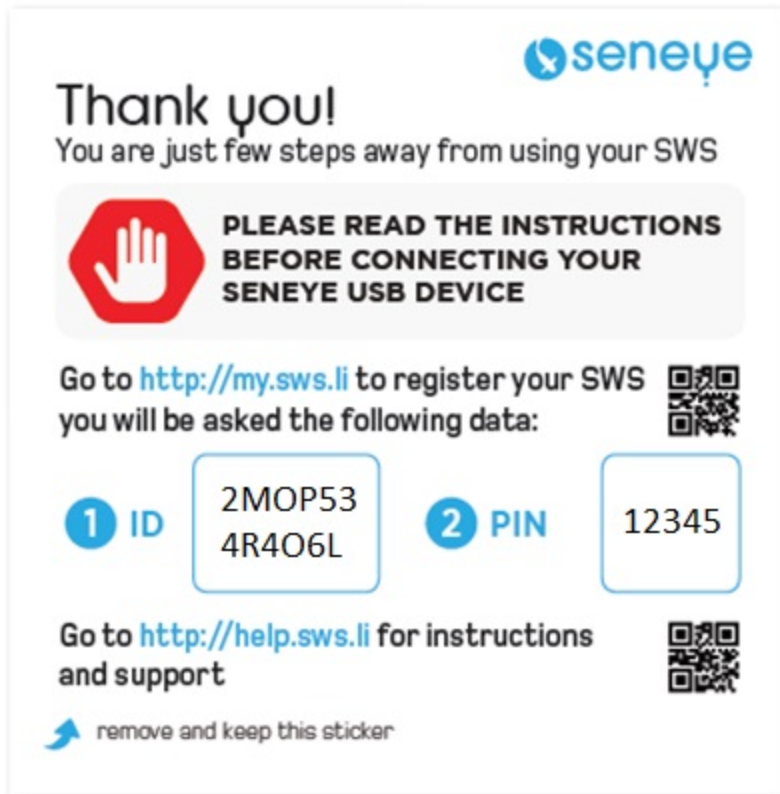 seneye
Thank you!
You are just few steps away from using your SWS
PLEASE READ THE INSTRUCTIONS
BEFORE CONNECTING YOUR
SENEYE USB DEVICE
Go to http://my.sws.li to register your SWS
you will be asked the following data:
1 ID
2MOP53
4R4O6L
2 PIN
12345
Go to http://help.sws.li for instructions
and support
remove and keep this sticker